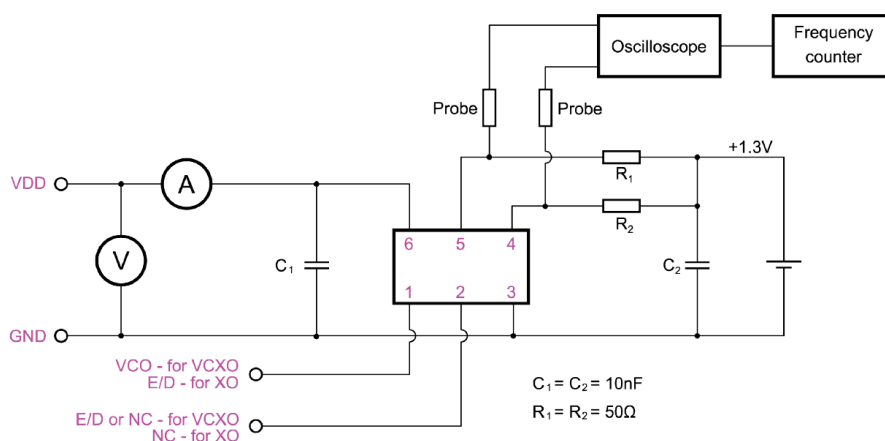 Oscilloscope
Frequency
counter
Probe
Probe
+1.3V
VDD
A
R1
R2
V
C1
6 5 4
C2
1 2 3
GND
VCO - for VCXO
E/D - for XO
C1 = C2 = 10nF
E/D or NC - for VCXO
NC - for XO
R1 = R2 = 50Ω